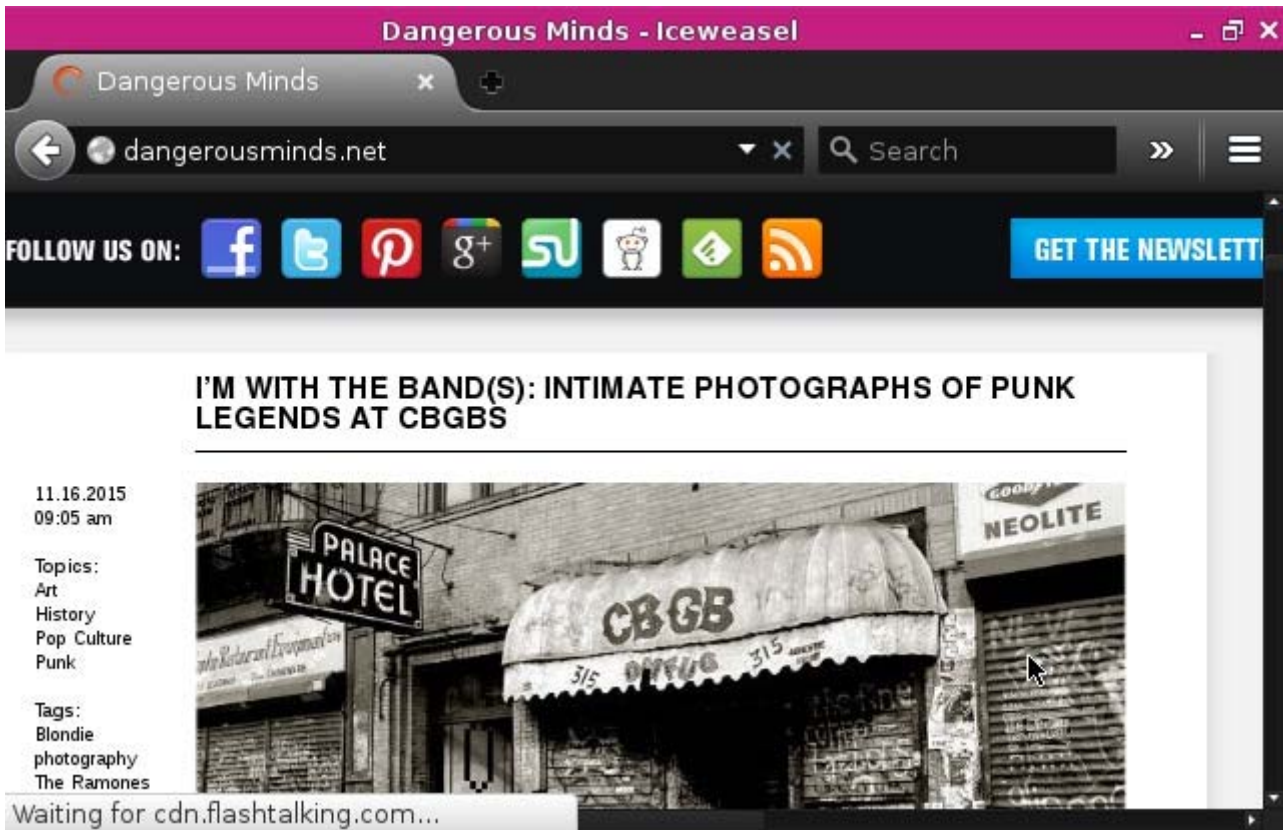 Dangerous Minds - Iceweasel
Dangerous Minds
dangerousminds.net
Search
FOLLOW US ON:
g+
GET THE NEWSLETT
I'M WITH THE BAND(S): INTIMATE PHOTOGRAPHS OF PUNK
LEGENDS AT CBGBS
11.16.2015
09:05 am
Topics:
Art
History
Pop Culture
Punk
Tags:
Blondie
photography
The Ramones
PALACE
HOTEL
CBGB
315 OMFUG 315
NEOLITE
Waiting for cdn.flashtalking.com...